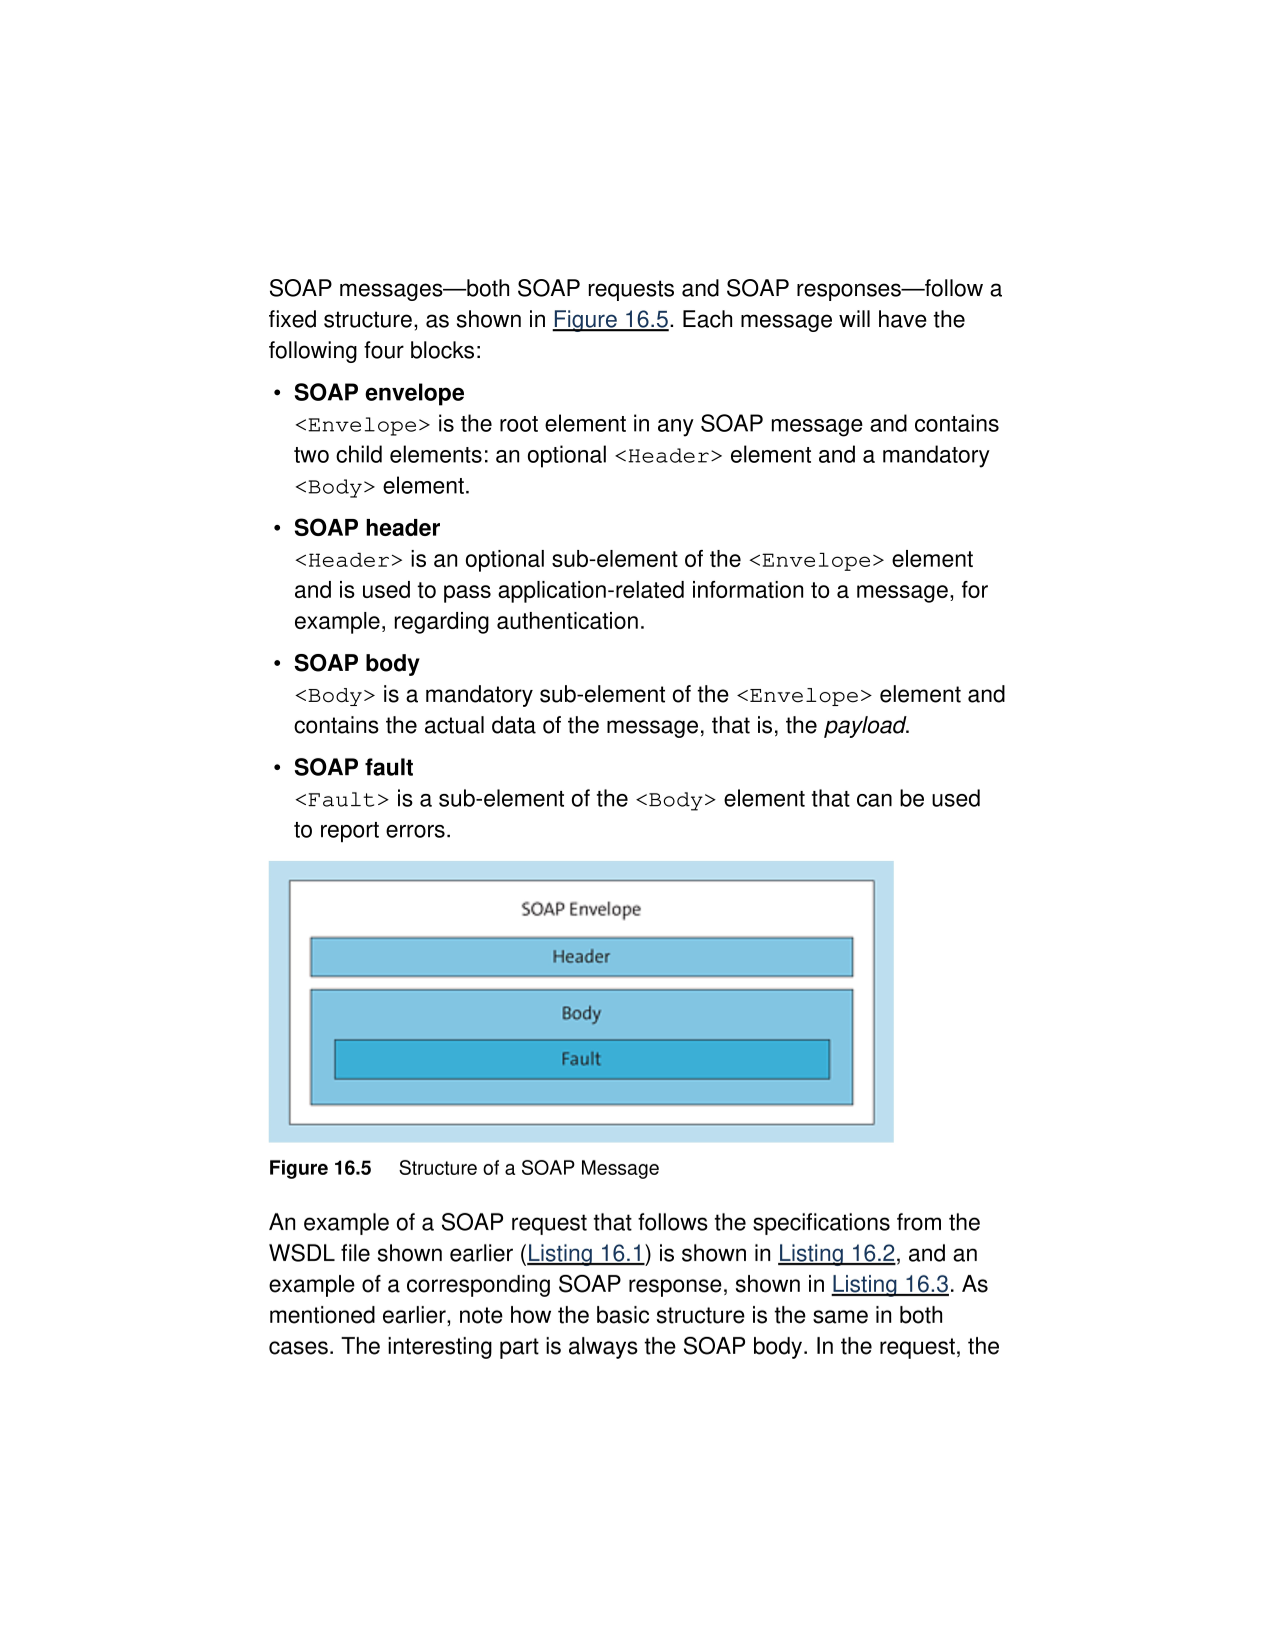 SOAP messages—both SOAP requests and SOAP responses—follow a
fixed structure, as shown in Figure 16.5. Each message will have the
following four blocks:
• SOAP envelope
<Envelope> is the root element in any SOAP message and contains
two child elements: an optional <Header> element and a mandatory
<Body> element.
• SOAP header
<Header> is an optional sub-element of the <Envelope> element
and is used to pass application-related information to a message, for
example, regarding authentication.
• SOAP body
<Body> is a mandatory sub-element of the <Envelope> element and
contains the actual data of the message, that is, the payload.
• SOAP fault
<Fault> is a sub-element of the <Body> element that can be used
to report errors.
SOAP Envelope
Header
Body
Fault
Figure 16.5 Structure of a SOAP Message
An example of a SOAP request that follows the specifications from the
WSDL file shown earlier (Listing 16.1) is shown in Listing 16.2, and an
example of a corresponding SOAP response, shown in Listing 16.3. As
mentioned earlier, note how the basic structure is the same in both
cases. The interesting part is always the SOAP body. In the request, the